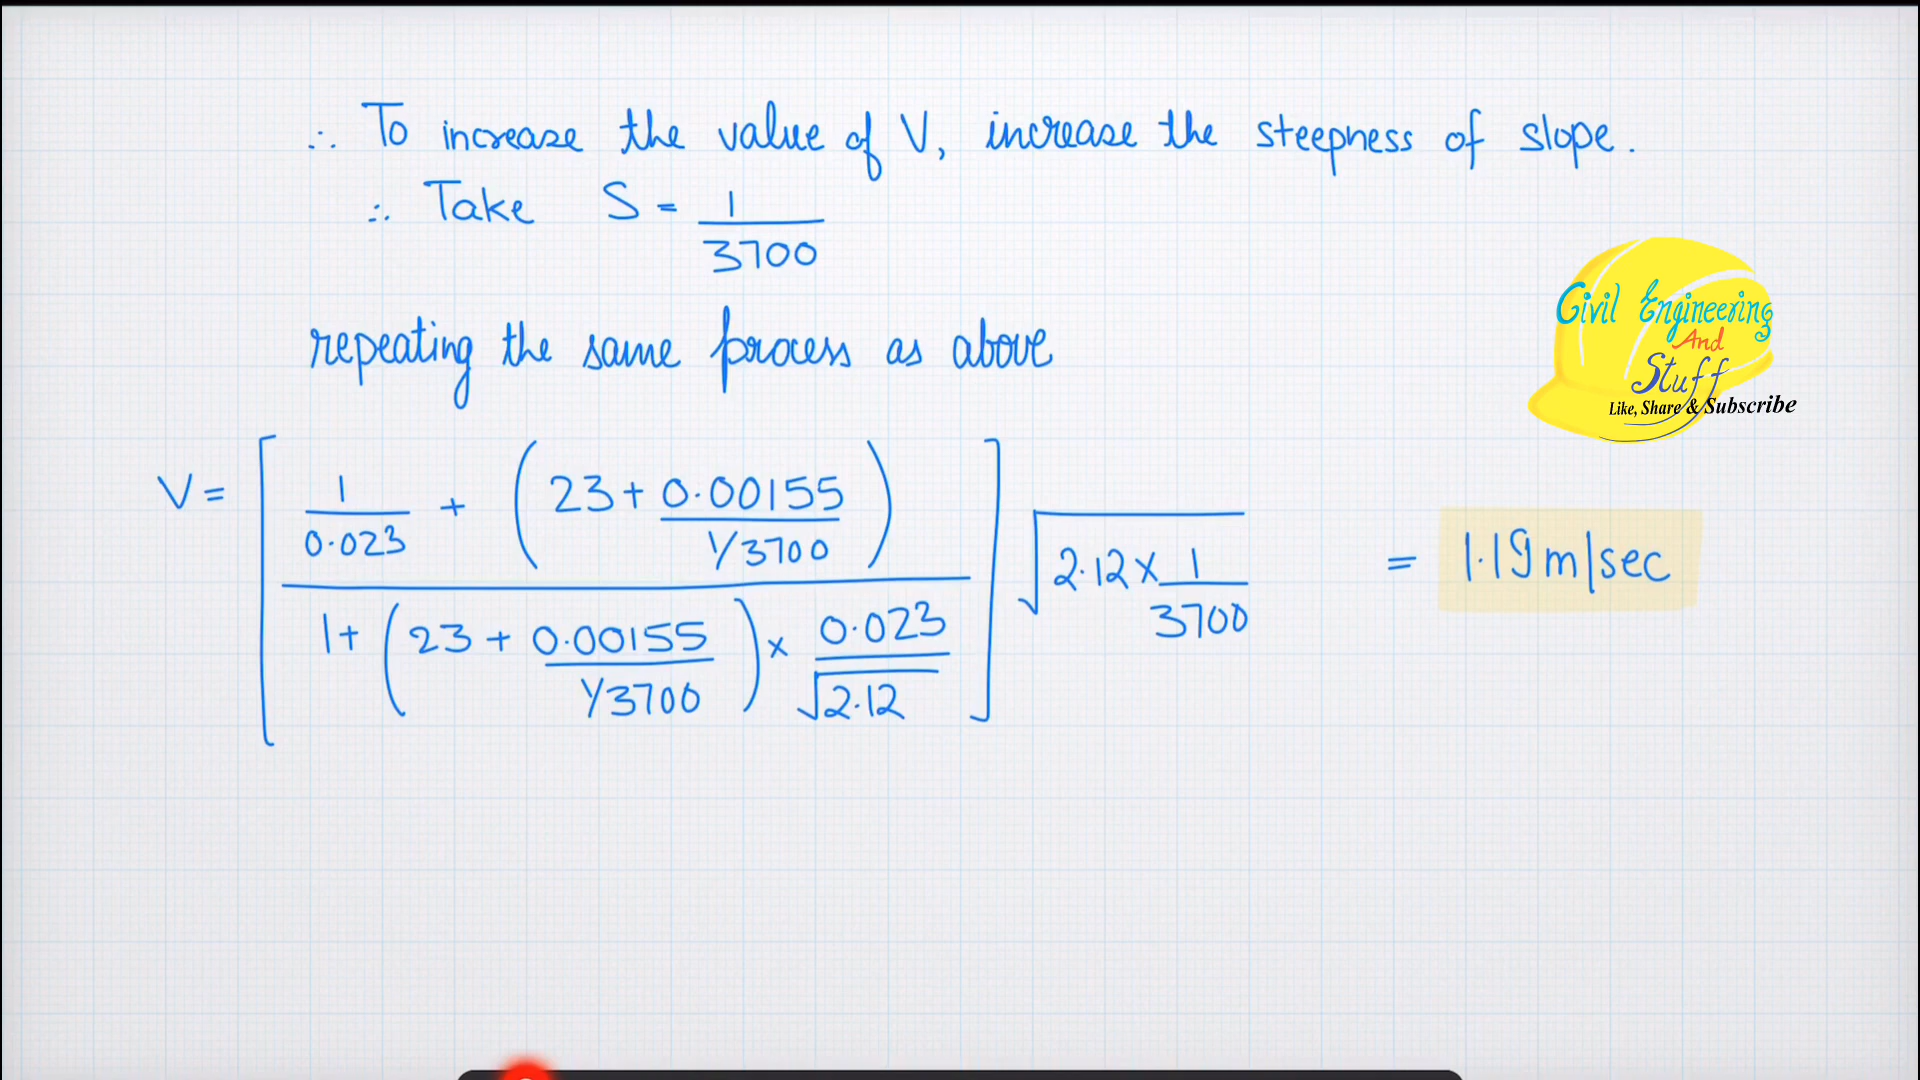 ∴ To increase the value of V, increase the steepness of slope.
∴ Take S = 1/3700
Civil Engineering
And
Stuff
Like, Share & Subscribe
repeating the same process as above
V = [ ( 1/0.023 + (23 + 0.00155/(1/3700)) ) / ( 1 + (23 + 0.00155/(1/3700)) × 0.023/√2.12 ) ] √(2.12 × 1/3700) = 1.19 m/sec